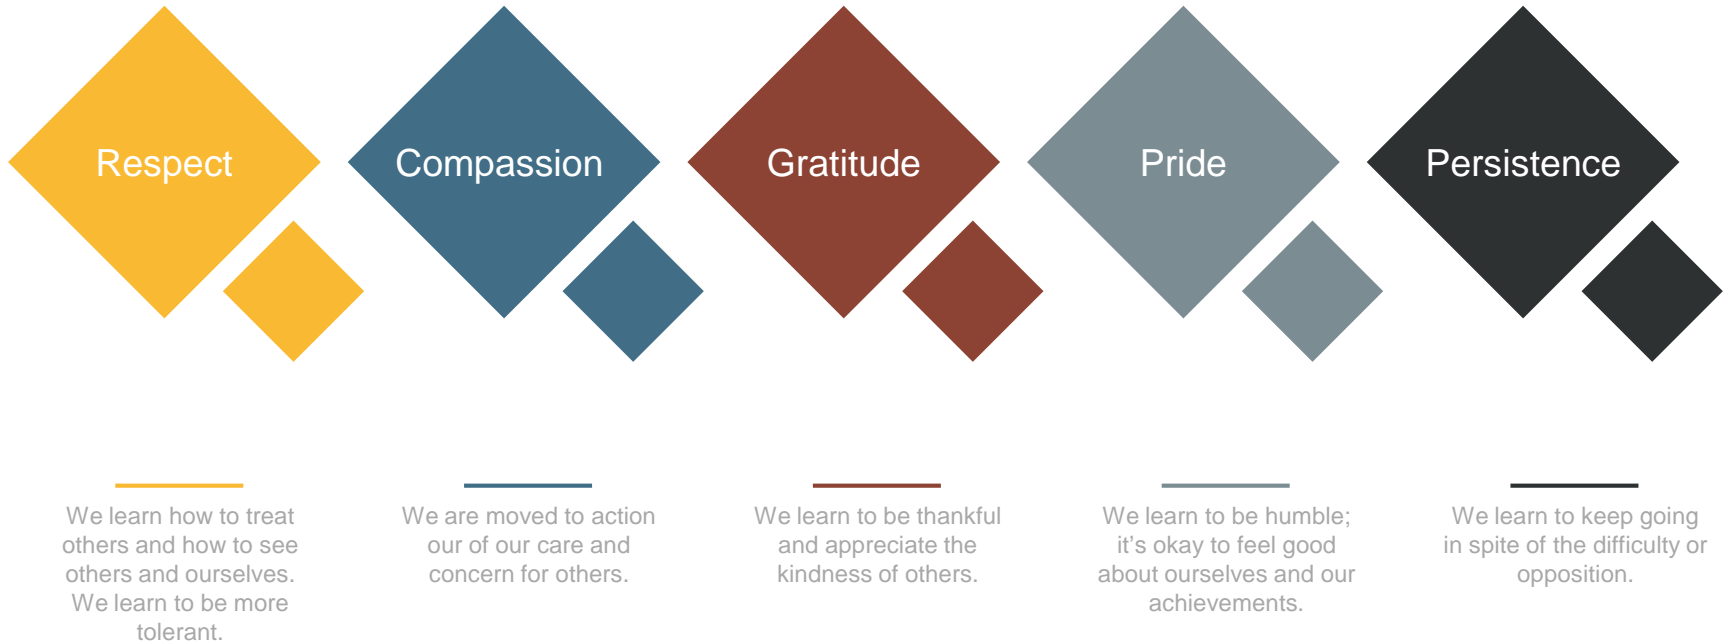 Respect
Compassion
Gratitude
Pride
Persistence
We learn how to treat
others and how to see
others and ourselves.
We learn to be more
tolerant.
We are moved to action
our of our care and
concern for others.
We learn to be thankful
and appreciate the
kindness of others.
We learn to be humble;
it’s okay to feel good
about ourselves and our
achievements.
We learn to keep going
in spite of the difficulty or
opposition.